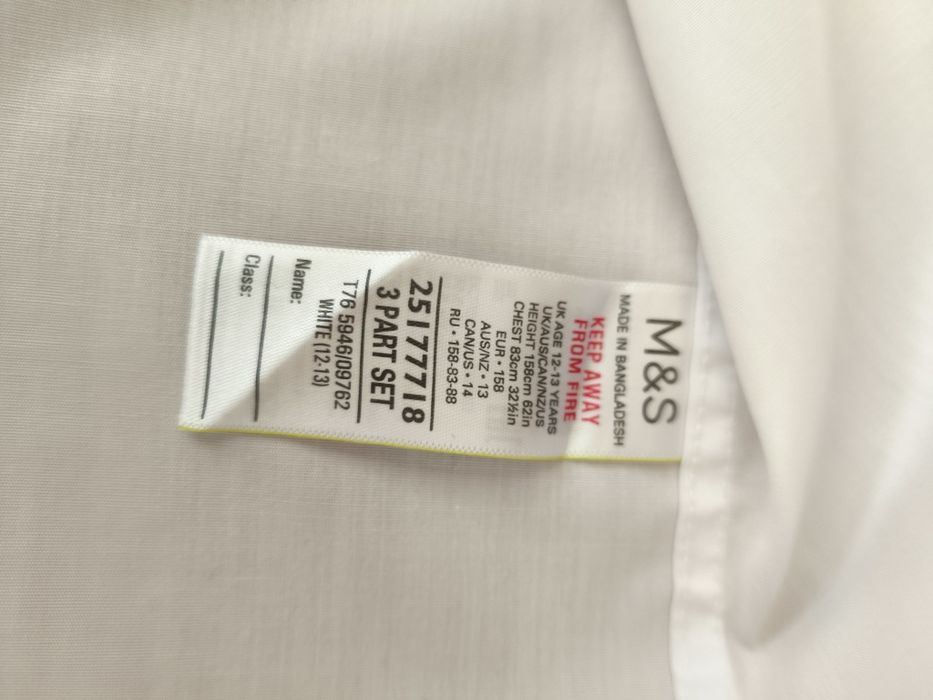 M&S
MADE IN BANGLADESH
KEEP AWAY
FROM FIRE
UK AGE 12-13 YEARS
UK/AUS/CAN/NZ/US
HEIGHT 158cm 62in
CHEST 83cm 32½in
EUR • 158
AUS/NZ • 13
CAN/US • 14
RU • 158-83-88
25177718
3 PART SET
T76 5946/09762
WHITE (12-13)
Name:
Class: